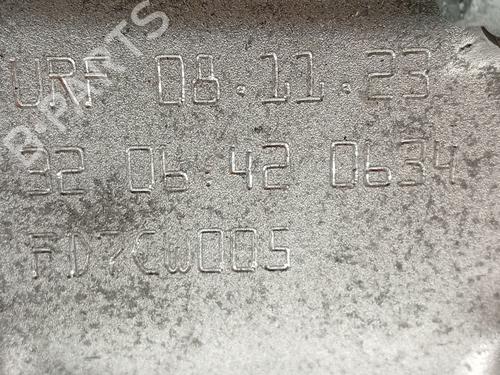 B-PARTS
URF 08.11.23
32 06 42 0634
FD7CW005